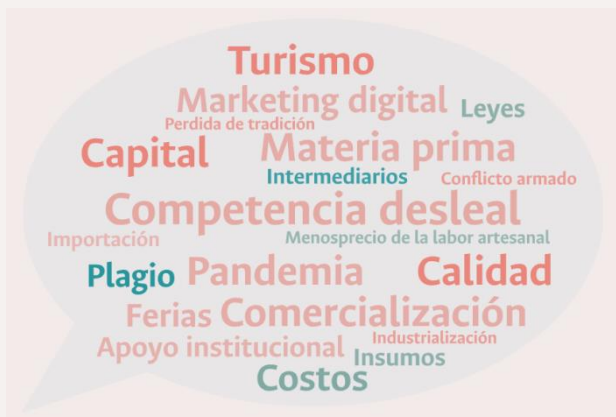 Turismo
Marketing digital Leyes
Perdida de tradición
Capital Materia prima
Intermediarios Conflicto armado
Competencia desleal
Importación Menosprecio de la labor artesanal
Plagio Pandemia Calidad
Ferias Comercialización
Industrialización
Apoyo institucional Insumos
Costos